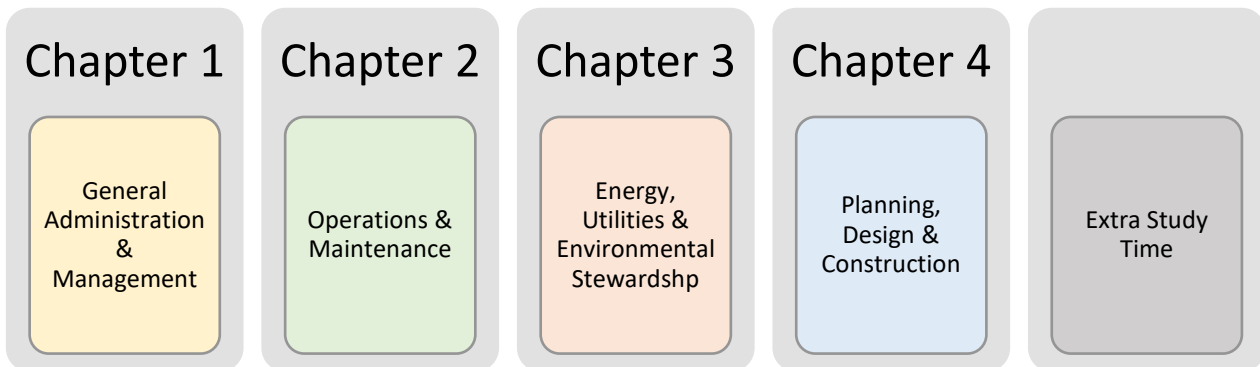 Chapter 1
General
Administration
&
Management
Chapter 2
Operations &
Maintenance
Chapter 3
Energy,
Utilities &
Environmental
Stewardshp
Chapter 4
Planning,
Design &
Construction
Extra Study
Time